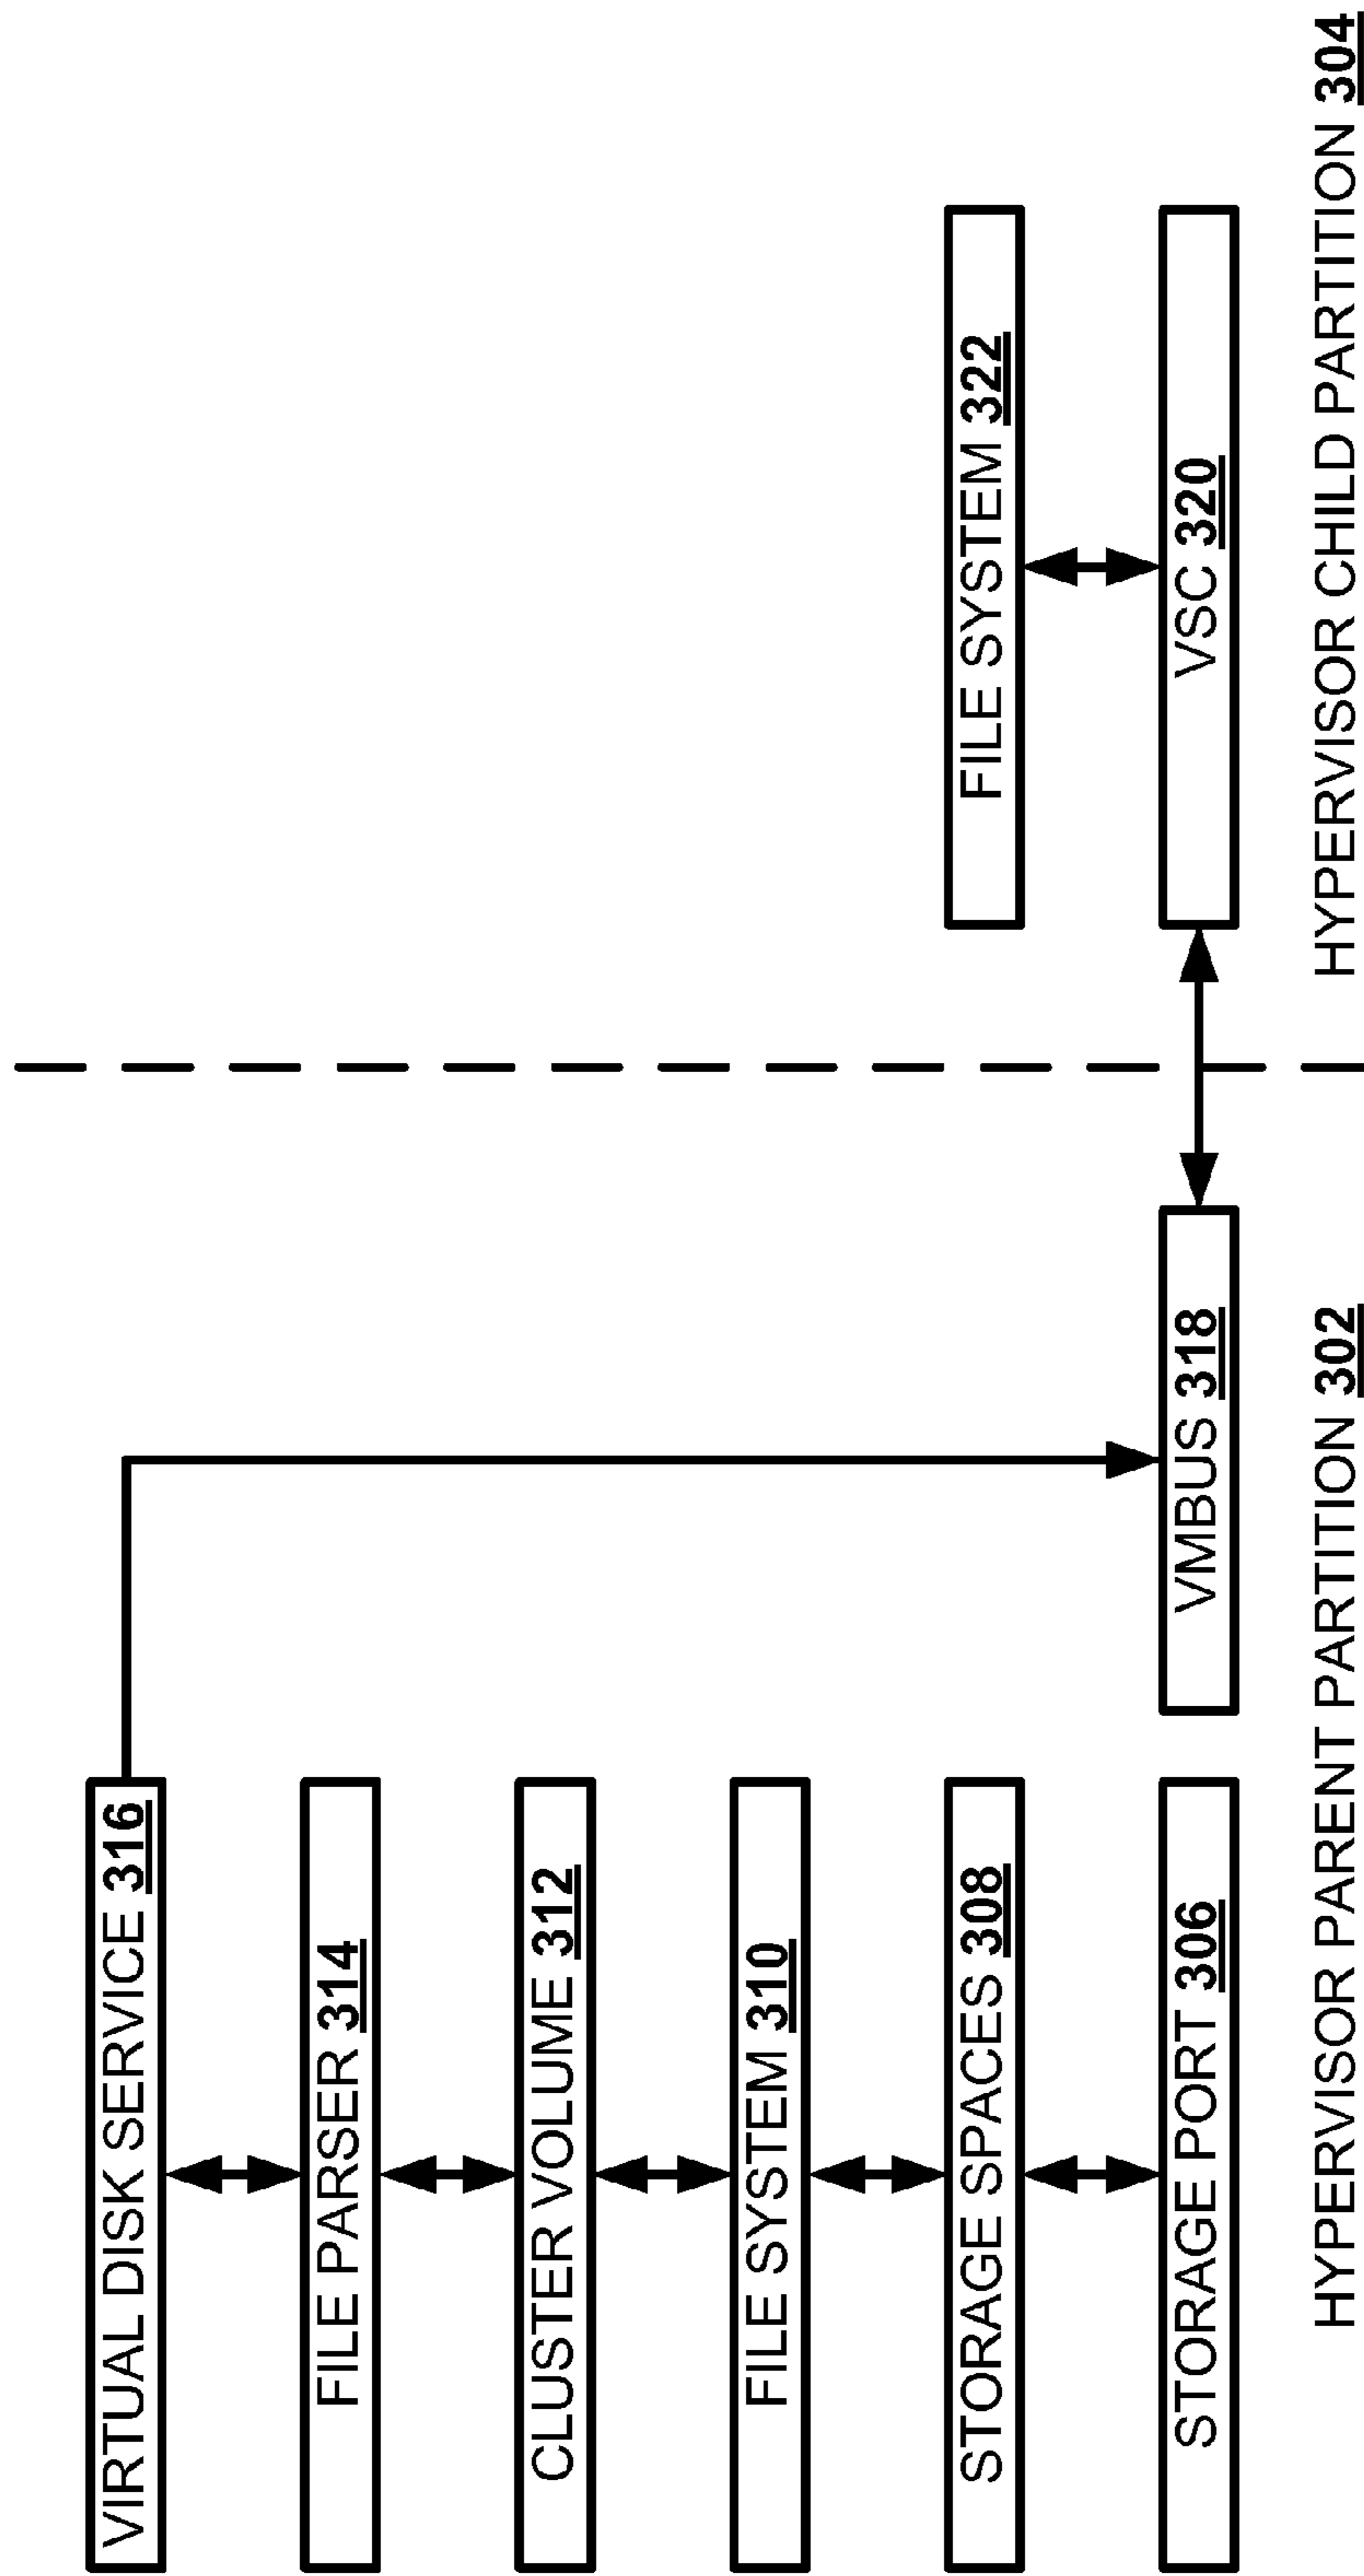 VIRTUAL DISK SERVICE 316
FILE PARSER 314
CLUSTER VOLUME 312
FILE SYSTEM 310
STORAGE SPACES 308
STORAGE PORT 306
VMBUS 318
HYPERVISOR PARENT PARTITION 302
FILE SYSTEM 322
VSC 320
HYPERVISOR CHILD PARTITION 304